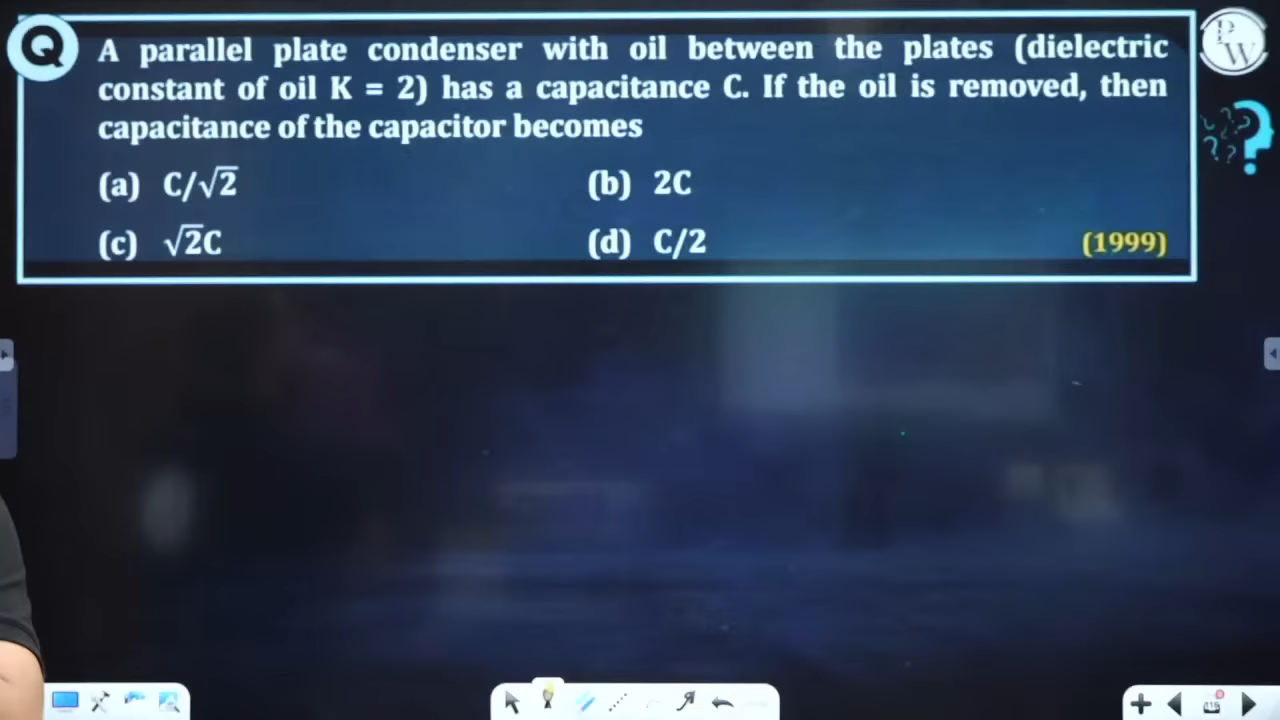 Q
A parallel plate condenser with oil between the plates (dielectric
constant of oil K = 2) has a capacitance C. If the oil is removed, then
capacitance of the capacitor becomes
(a) C/√2 (b) 2C
(c) √2C (d) C/2 (1999)
P
W